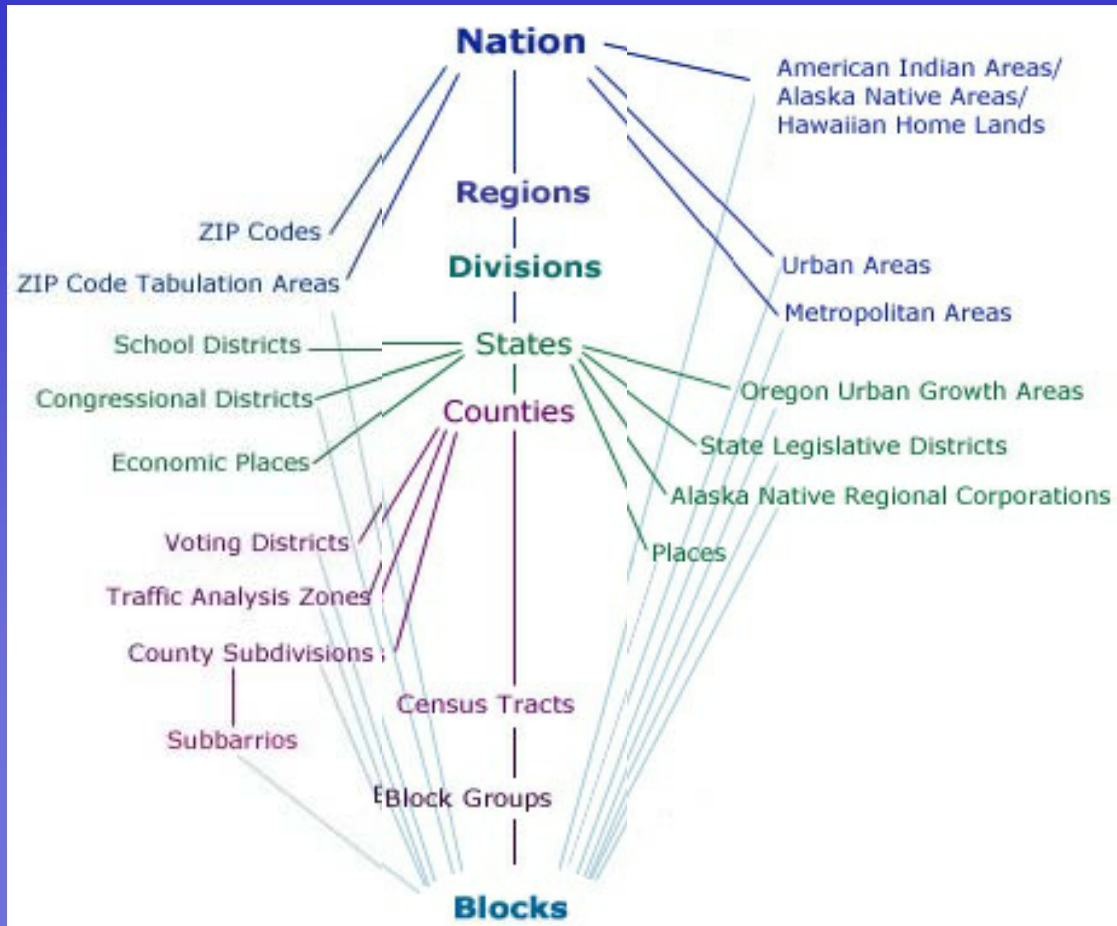 Nation
American Indian Areas/
Alaska Native Areas/
Hawaiian Home Lands
Regions
ZIP Codes
Divisions
Urban Areas
ZIP Code Tabulation Areas
Metropolitan Areas
School Districts
States
Congressional Districts
Oregon Urban Growth Areas
Counties
State Legislative Districts
Economic Places
Alaska Native Regional Corporations
Voting Districts
Places
Traffic Analysis Zones
County Subdivisions
Census Tracts
Subbarrios
Block Groups
Blocks